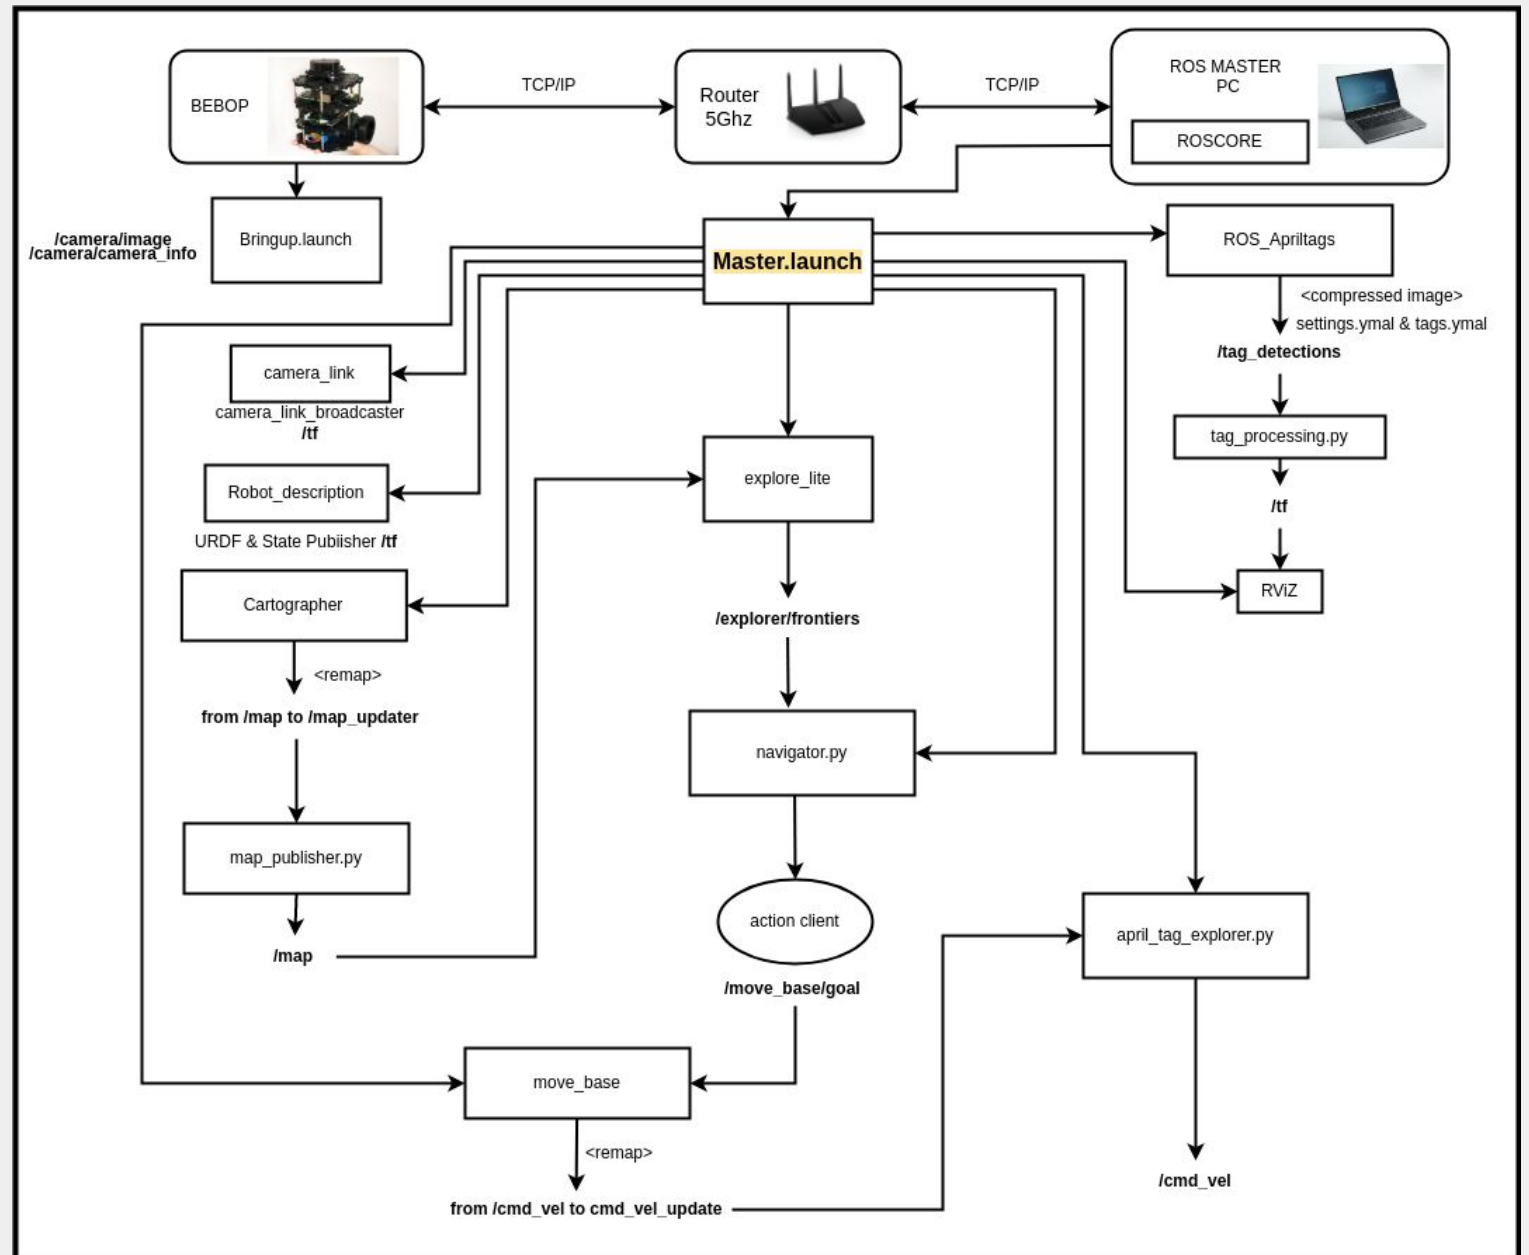 BEBOP
TCP/IP
Router
5Ghz
TCP/IP
ROS MASTER
PC
ROSCORE
/camera/image
/camera/camera_info
Bringup.launch
Master.launch
ROS_Apriltags
<compressed image>
settings.ymal & tags.ymal
/tag_detections
camera_link
camera_link_broadcaster
/tf
tag_processing.py
Robot_description
URDF & State Publisher /tf
explore_lite
/tf
Cartographer
RViZ
<remap>
from /map to /map_updater
/explorer/frontiers
navigator.py
map_publisher.py
/map
action client
april_tag_explorer.py
/move_base/goal
move_base
<remap>
from /cmd_vel to cmd_vel_update
/cmd_vel